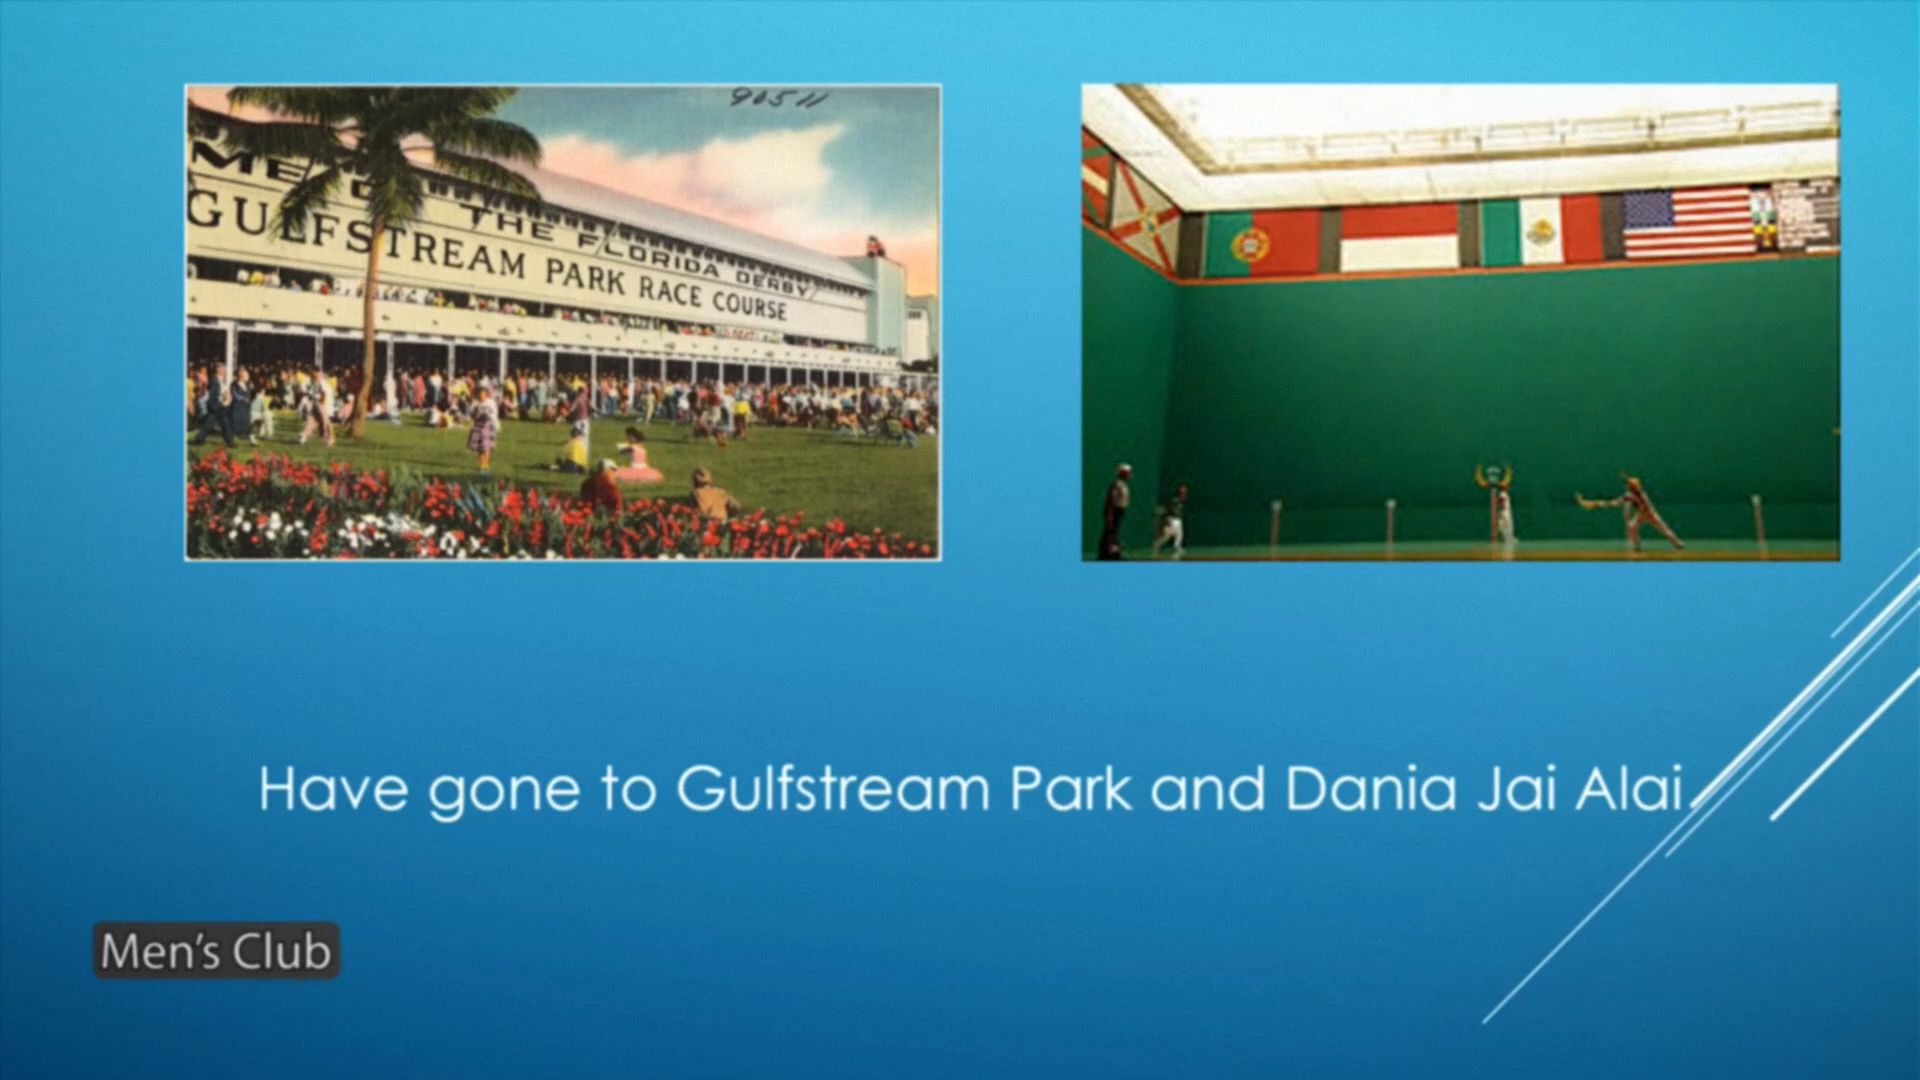 90511
THE FLORIDA DERBY
GULFSTREAM PARK RACE COURSE
Have gone to Gulfstream Park and Dania Jai Alai
Men's Club